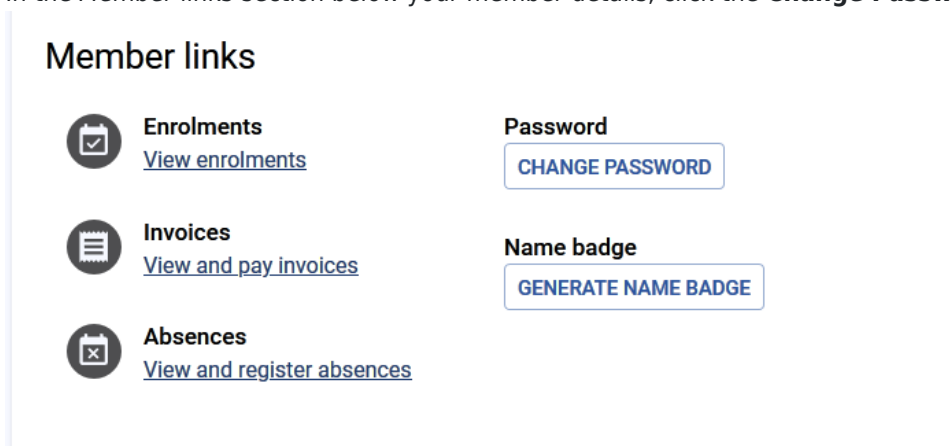 Member links
Enrolments
View enrolments
Invoices
View and pay invoices
Absences
View and register absences
Password
CHANGE PASSWORD
Name badge
GENERATE NAME BADGE